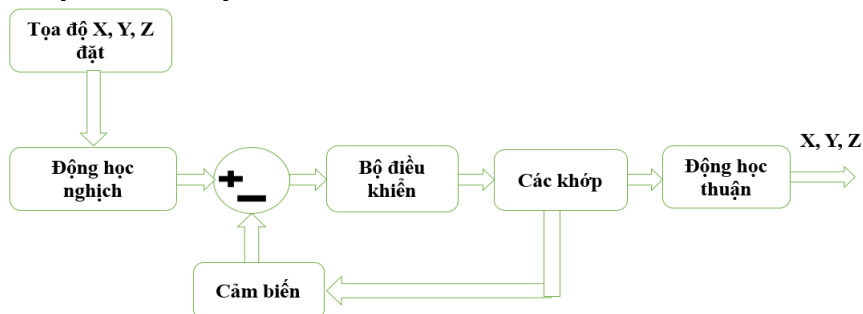 Tọa độ X, Y, Z
đặt
Động học
nghịch
Bộ điều
khiển
Các khớp
Động học
thuận
X, Y, Z
Cảm biến